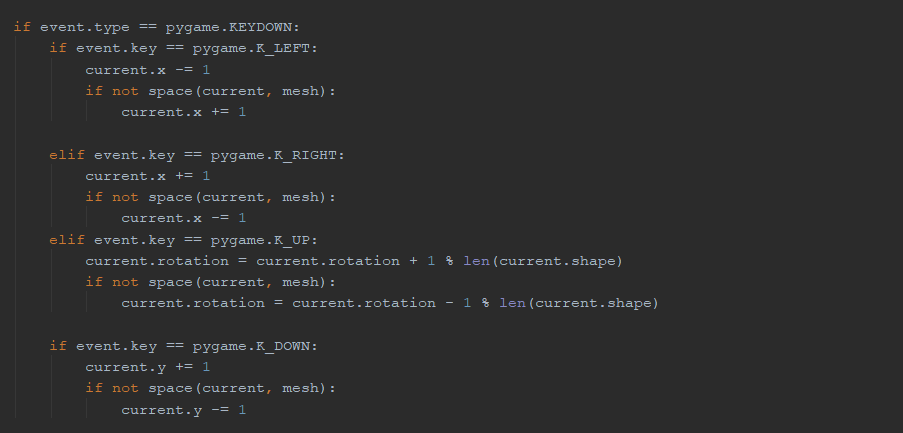 if event.type == pygame.KEYDOWN:
    if event.key == pygame.K_LEFT:
        current.x -= 1
        if not space(current, mesh):
            current.x += 1

    elif event.key == pygame.K_RIGHT:
        current.x += 1
        if not space(current, mesh):
            current.x -= 1
    elif event.key == pygame.K_UP:
        current.rotation = current.rotation + 1 % len(current.shape)
        if not space(current, mesh):
            current.rotation = current.rotation - 1 % len(current.shape)

    if event.key == pygame.K_DOWN:
        current.y += 1
        if not space(current, mesh):
            current.y -= 1